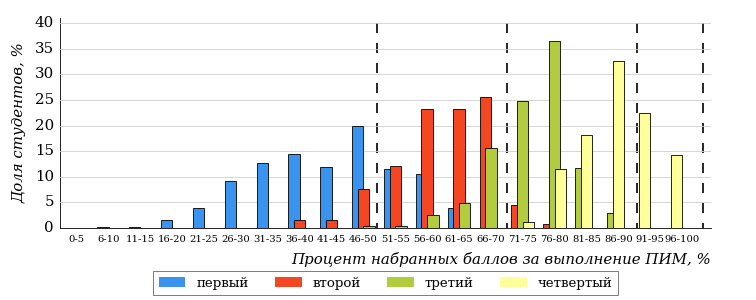 Доля студентов, %
40
35
30
25
20
15
10
5
0
0-5 6-10 11-15 16-20 21-25 26-30 31-35 36-40 41-45 46-50 51-55 56-60 61-65 66-70 71-75 76-80 81-85 86-90 91-95 96-100
Процент набранных баллов за выполнение ПИМ, %
первый второй третий четвертый